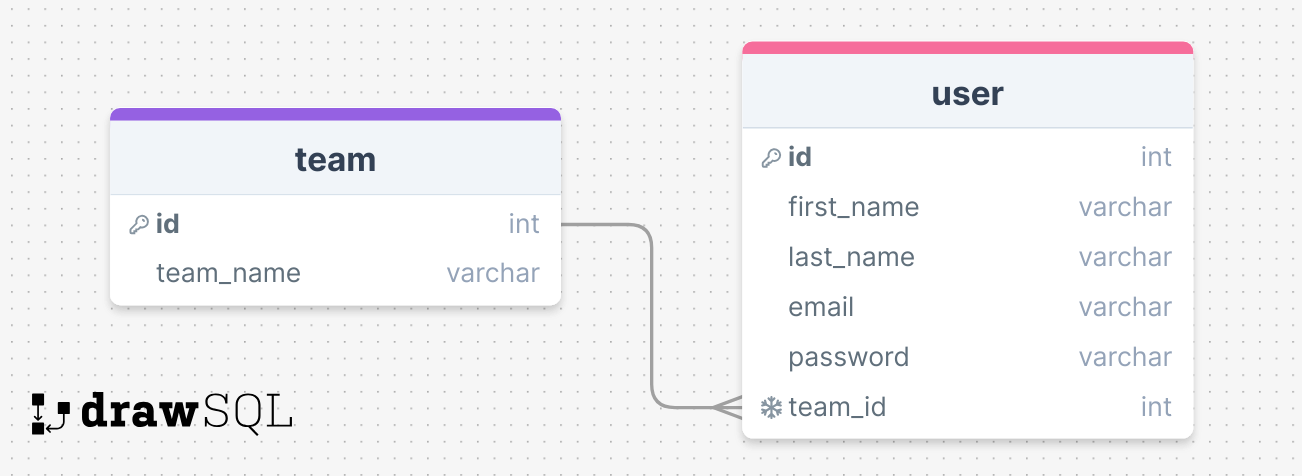 team
id int
team_name varchar
user
id int
first_name varchar
last_name varchar
email varchar
password varchar
team_id int
drawSQL